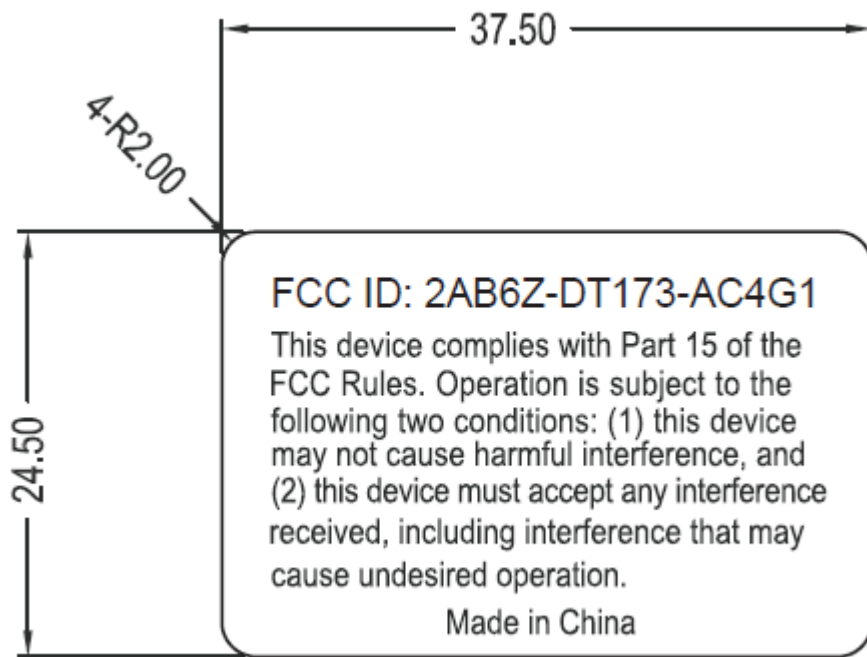 37.50
4-R2.00
24.50
FCC ID: 2AB6Z-DT173-AC4G1
This device complies with Part 15 of the
FCC Rules. Operation is subject to the
following two conditions: (1) this device
may not cause harmful interference, and
(2) this device must accept any interference
received, including interference that may
cause undesired operation.
Made in China